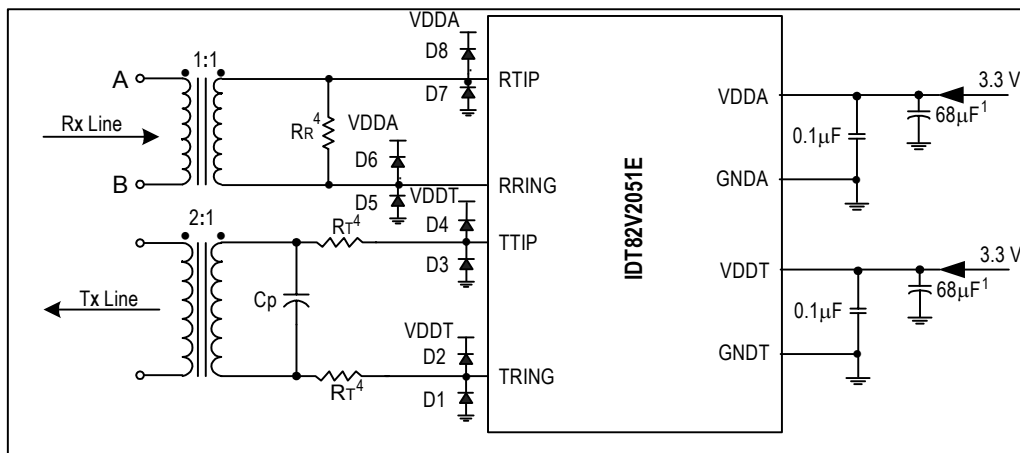 VDDA
1:1
D8
A
RTIP
D7
Rx Line
RR4
VDDA
D6
B
RRING
D5
VDDT
2:1
D4
RT4
TTIP
D3
Tx Line
Cp
VDDT
D2
TRING
RT4
D1
IDT82V2051E
3.3 V
VDDA
68µF1
0.1µF
GNDA
3.3 V
VDDT
68µF1
0.1µF
GNDT